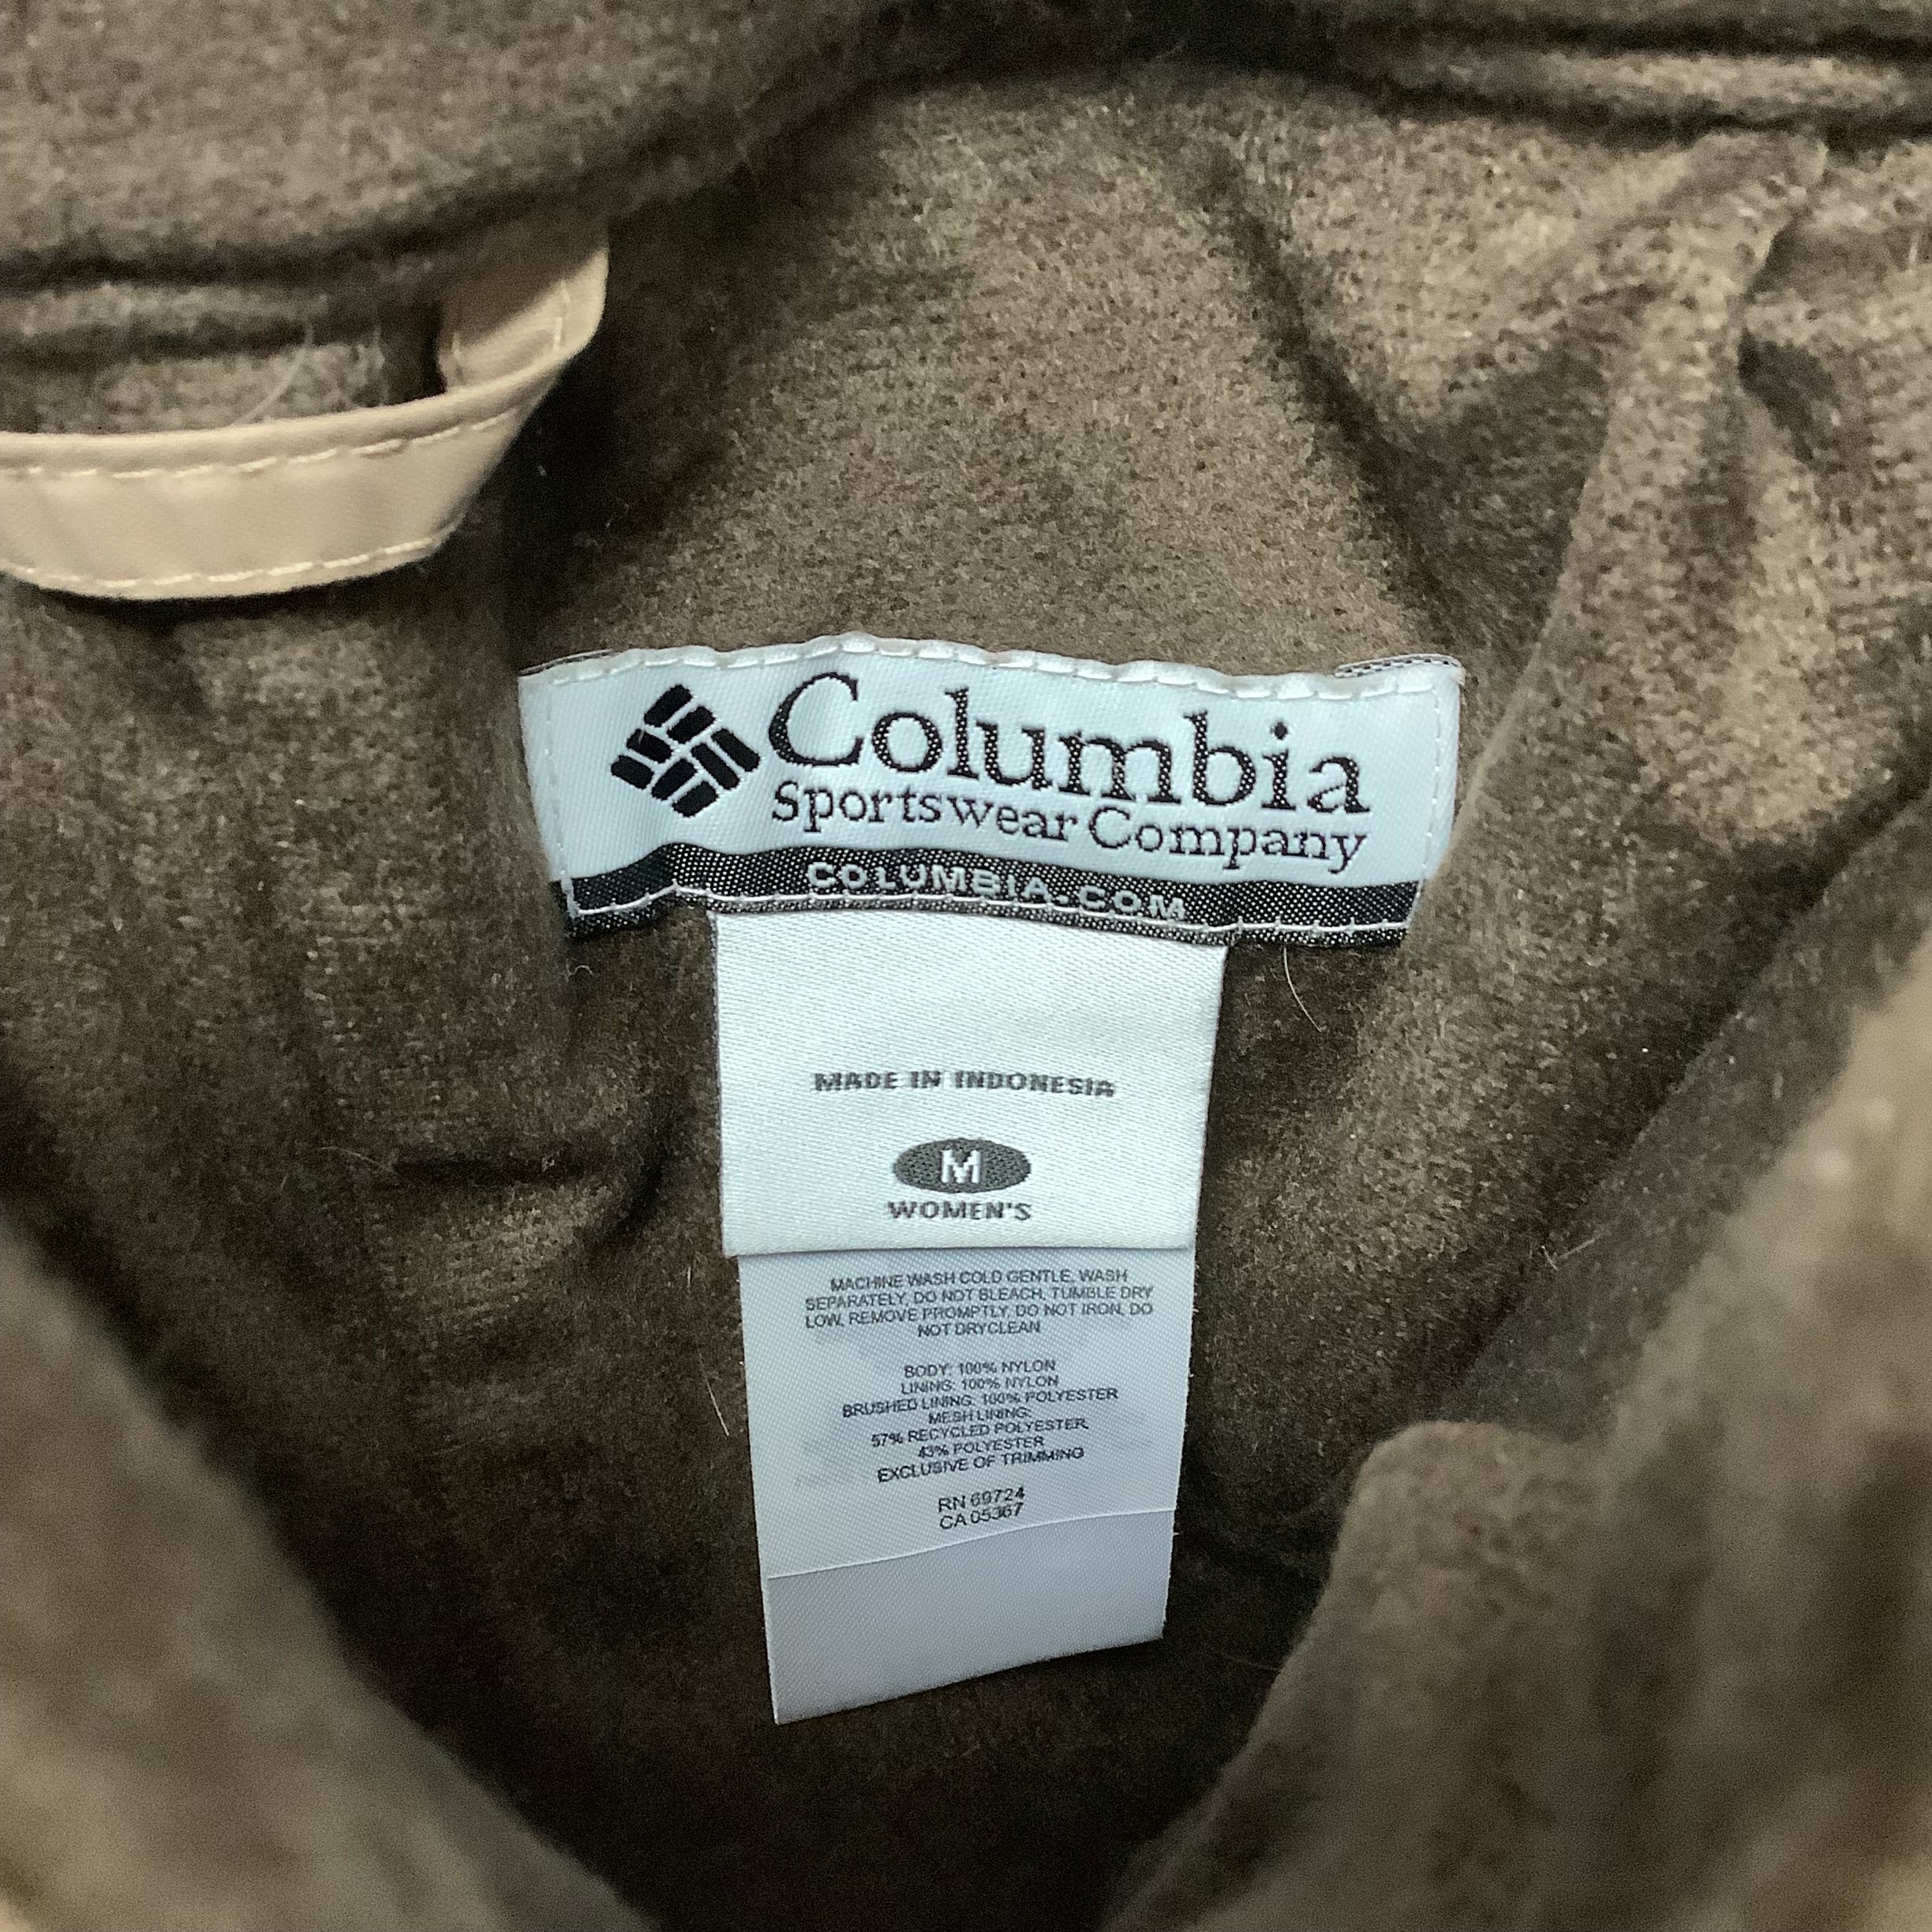 Columbia
Sportswear Company
COLUMBIA.COM
MADE IN INDONESIA
M
WOMEN'S
MACHINE WASH COLD GENTLE, WASH
SEPARATELY, DO NOT BLEACH, TUMBLE DRY
LOW, REMOVE PROMPTLY, DO NOT IRON, DO
NOT DRYCLEAN
BODY: 100% NYLON
LINING: 100% NYLON
BRUSHED LINING: 100% POLYESTER
MESH LINING:
57% RECYCLED POLYESTER,
43% POLYESTER
EXCLUSIVE OF TRIMMING
RN 69724
CA 05367